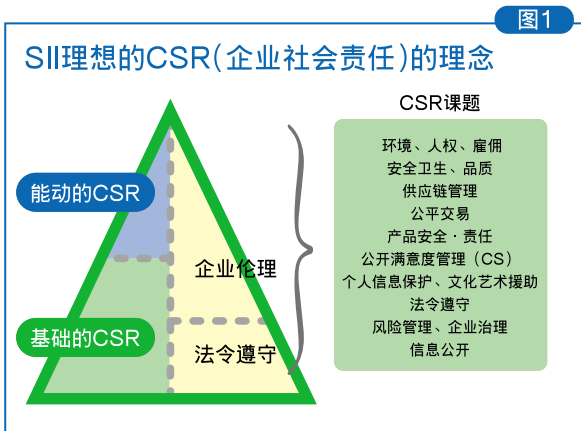 图1
SII理想的CSR(企业社会责任)的理念
能动的CSR
基础的CSR
企业伦理
法令遵守
CSR课题
环境、人权、雇佣
安全卫生、品质
供应链管理
公平交易
产品安全·责任
公开满意度管理（CS）
个人信息保护、文化艺术援助
法令遵守
风险管理、企业治理
信息公开